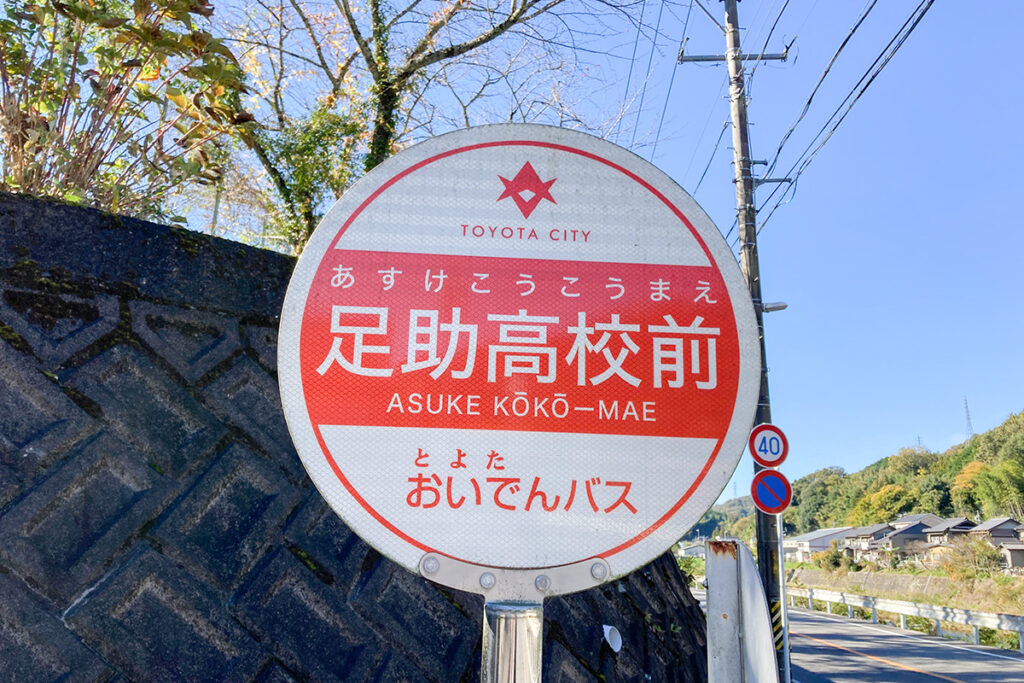 TOYOTA CITY
あすけこうこうまえ
足助高校前
ASUKE KŌKŌ－MAE
とよた
おいでんバス
40